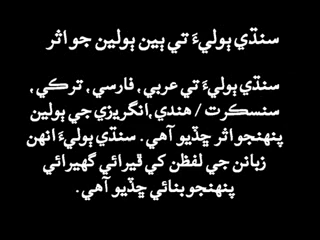 سنڌي ٻوليءَ تي ٻين ٻولين جو اثر
سنڌي ٻوليءَ تي عربي، فارسي، ترڪي،
سنسڪرت / هندي، انگريزي جي ٻولين
پنهنجو اثر ڇڏيو آهي. سنڌي ٻوليءَ انهن
زبانن جي لفظن کي ڦيرائي گهيرائي
پنهنجو بنائي ڇڏيو آهي.